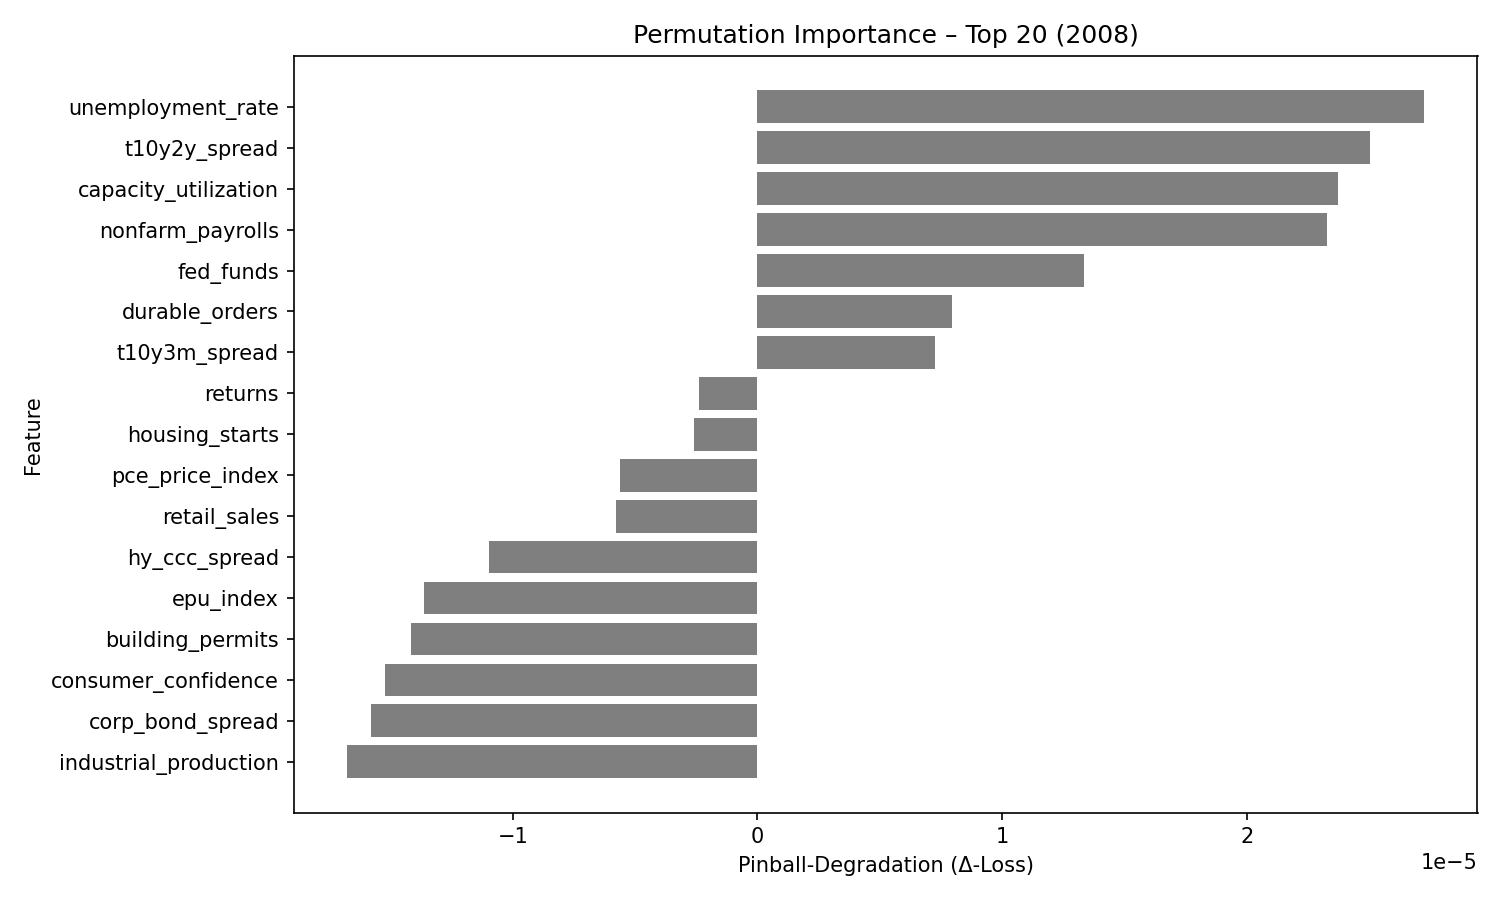 Permutation Importance – Top 20 (2008)
unemployment_rate
t10y2y_spread
capacity_utilization
nonfarm_payrolls
fed_funds
durable_orders
t10y3m_spread
returns
housing_starts
pce_price_index
retail_sales
hy_ccc_spread
epu_index
building_permits
consumer_confidence
corp_bond_spread
industrial_production
Feature
−1 0 1 2
1e−5
Pinball-Degradation (Δ-Loss)